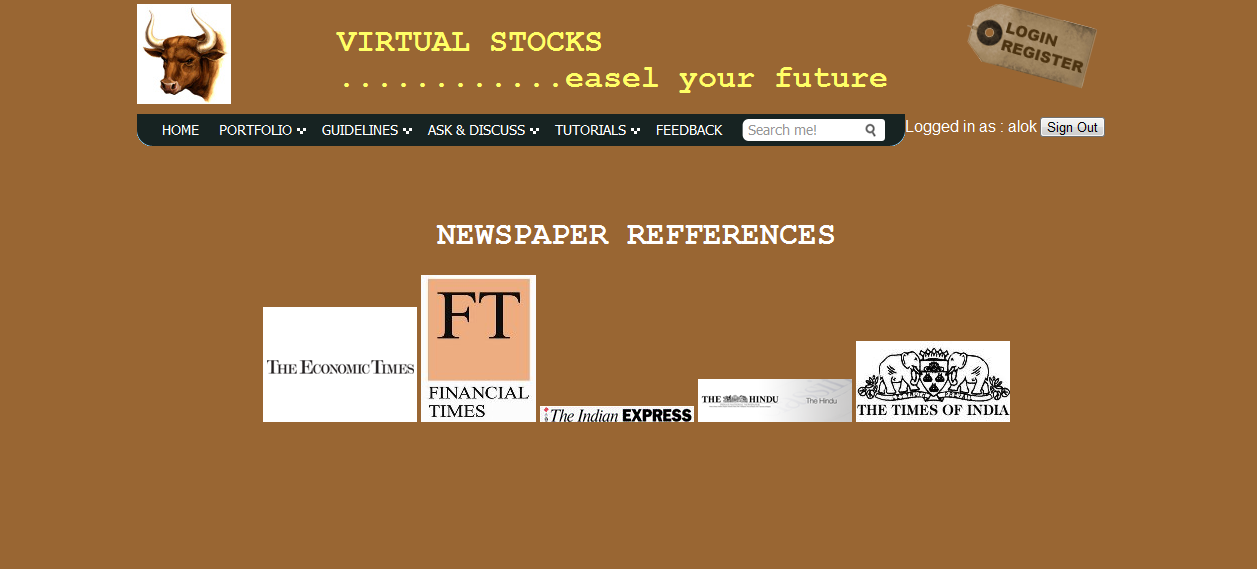 VIRTUAL STOCKS
............easel your future
LOGIN
REGISTER
HOME PORTFOLIO GUIDELINES ASK & DISCUSS TUTORIALS FEEDBACK Search me! Logged in as : alok Sign Out
NEWSPAPER REFFERENCES
THE ECONOMIC TIMES
FT
FINANCIAL
TIMES
The Indian EXPRESS
THE HINDU The Hindu
THE TIMES OF INDIA